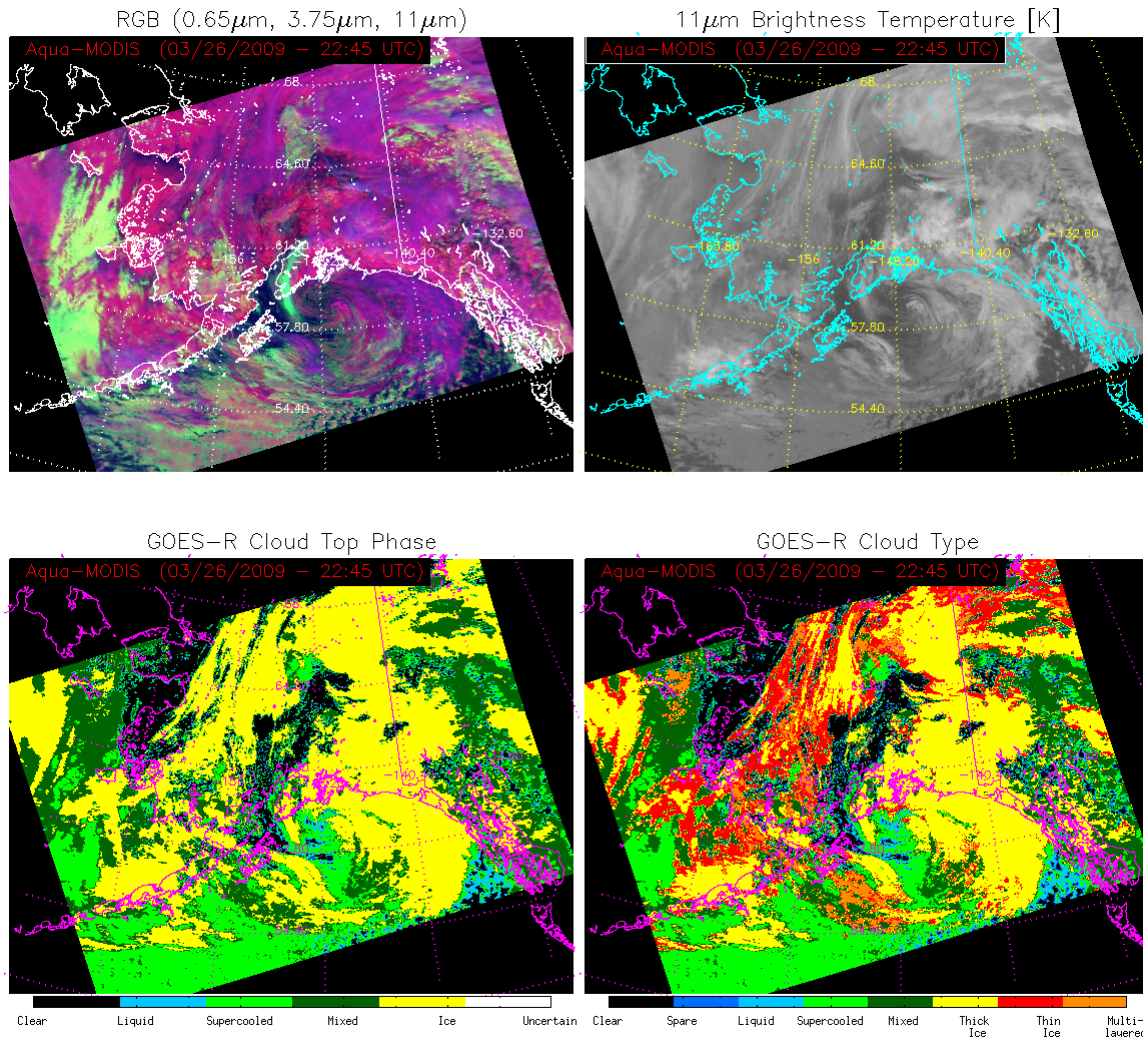 RGB (0.65μm, 3.75μm, 11μm)
11μm Brightness Temperature [K]
Aqua−MODIS (03/26/2009 − 22:45 UTC)
Aqua−MODIS (03/26/2009 − 22:45 UTC)
64.60
64.60
−132.60
−132.60
61.20
61.20
−140.40
−140.40
−156
−163.80
−156
−148.20
57.80
57.80
54.40
54.40
GOES−R Cloud Top Phase
GOES−R Cloud Type
Aqua−MODIS (03/26/2009 − 22:45 UTC)
Aqua−MODIS (03/26/2009 − 22:45 UTC)
Clear Liquid Supercooled Mixed Ice Uncertain
Clear Spare Liquid Supercooled Mixed Thick Ice Thin Ice Multi-layered